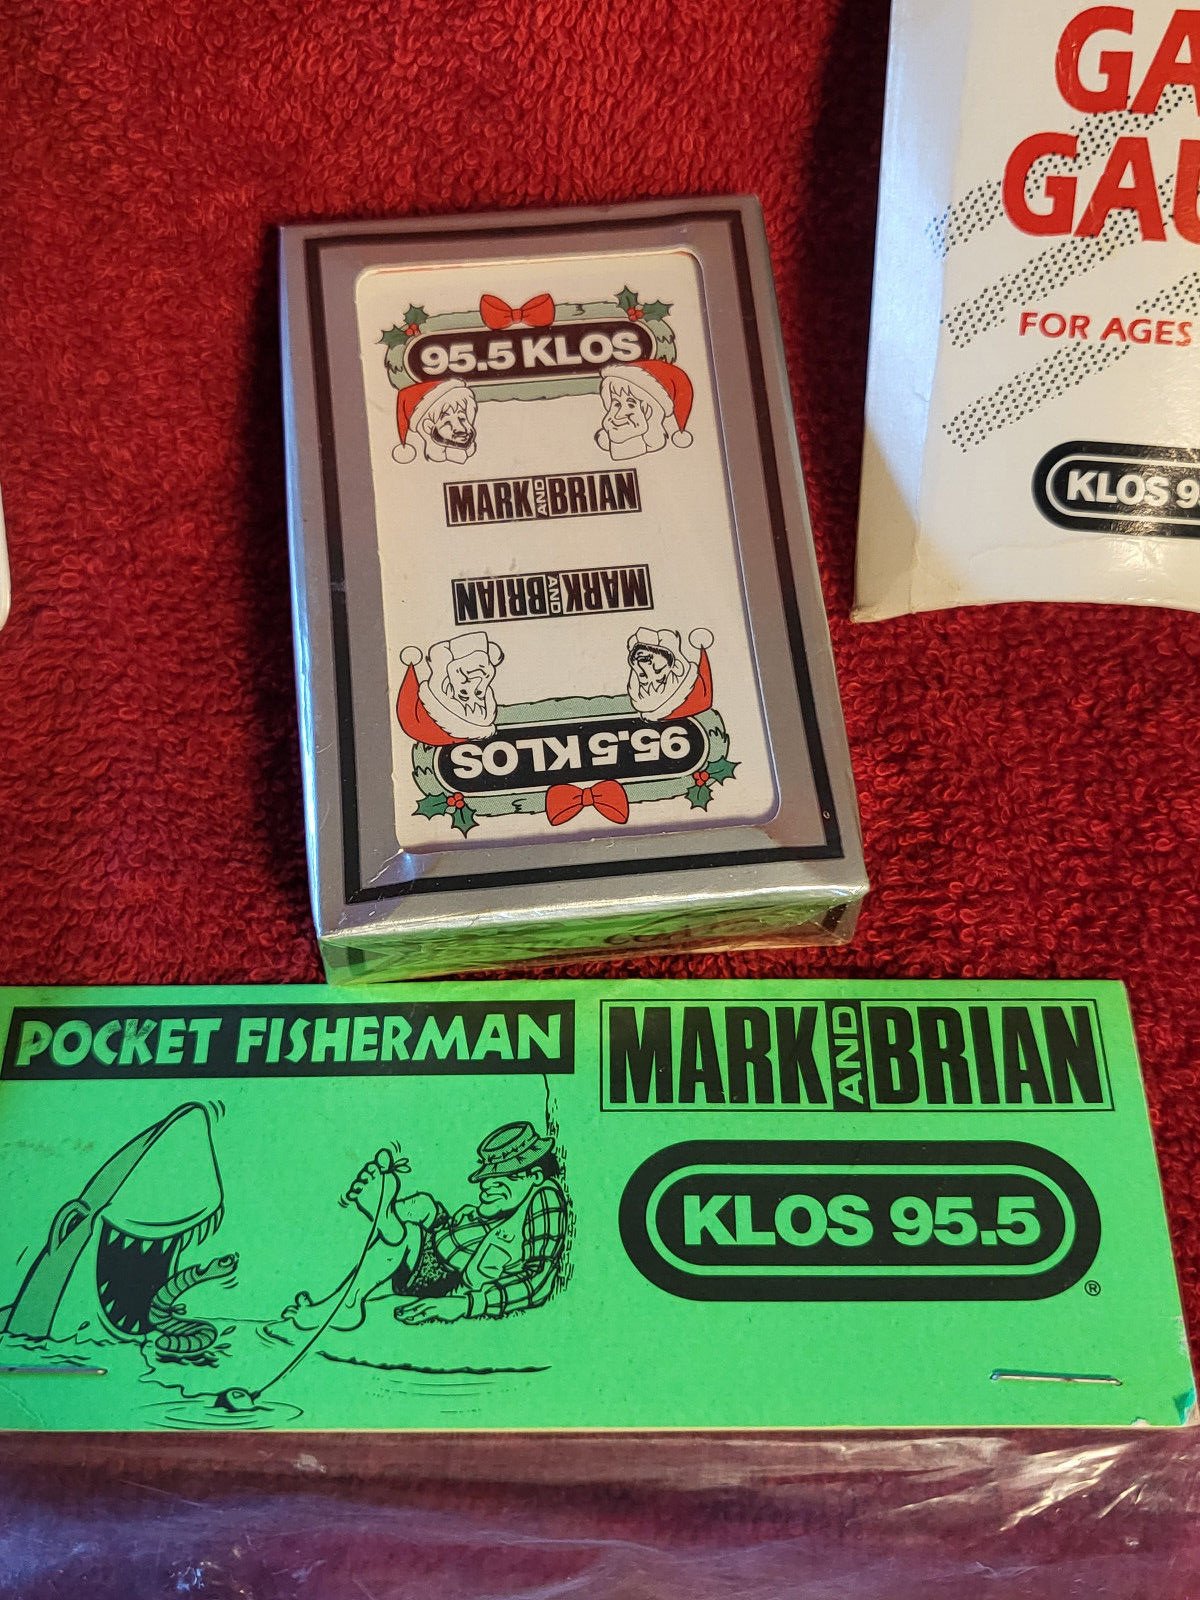 GA
GAU
FOR AGES
KLOS 9
95.5 KLOS
MARK AND BRIAN
MARK AND BRIAN
95.5 KLOS
POCKET FISHERMAN
MARK AND BRIAN
KLOS 95.5
®